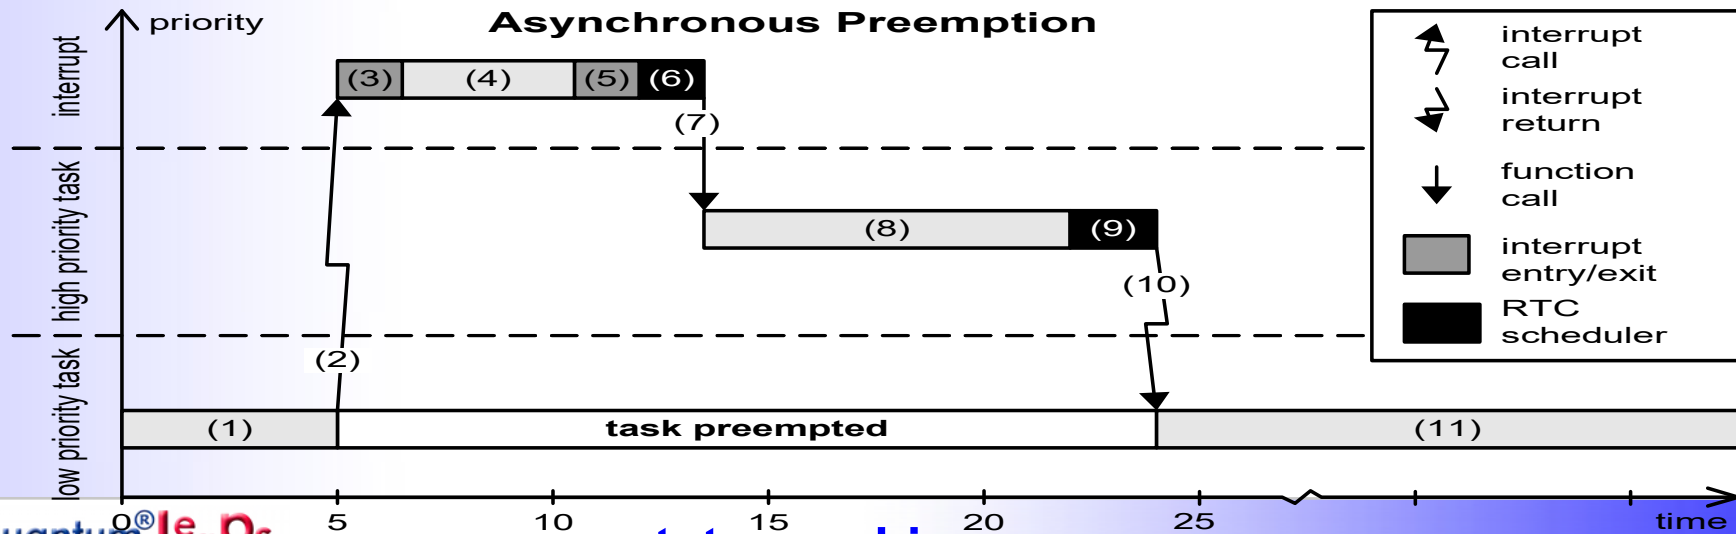 priority
Asynchronous Preemption
interrupt
high priority task
low priority task
(3) (4) (5) (6)
(7)
(8) (9)
(10)
(2)
(1) task preempted (11)
interrupt
call
interrupt
return
function
call
interrupt
entry/exit
RTC
scheduler
0 5 10 15 20 25 time